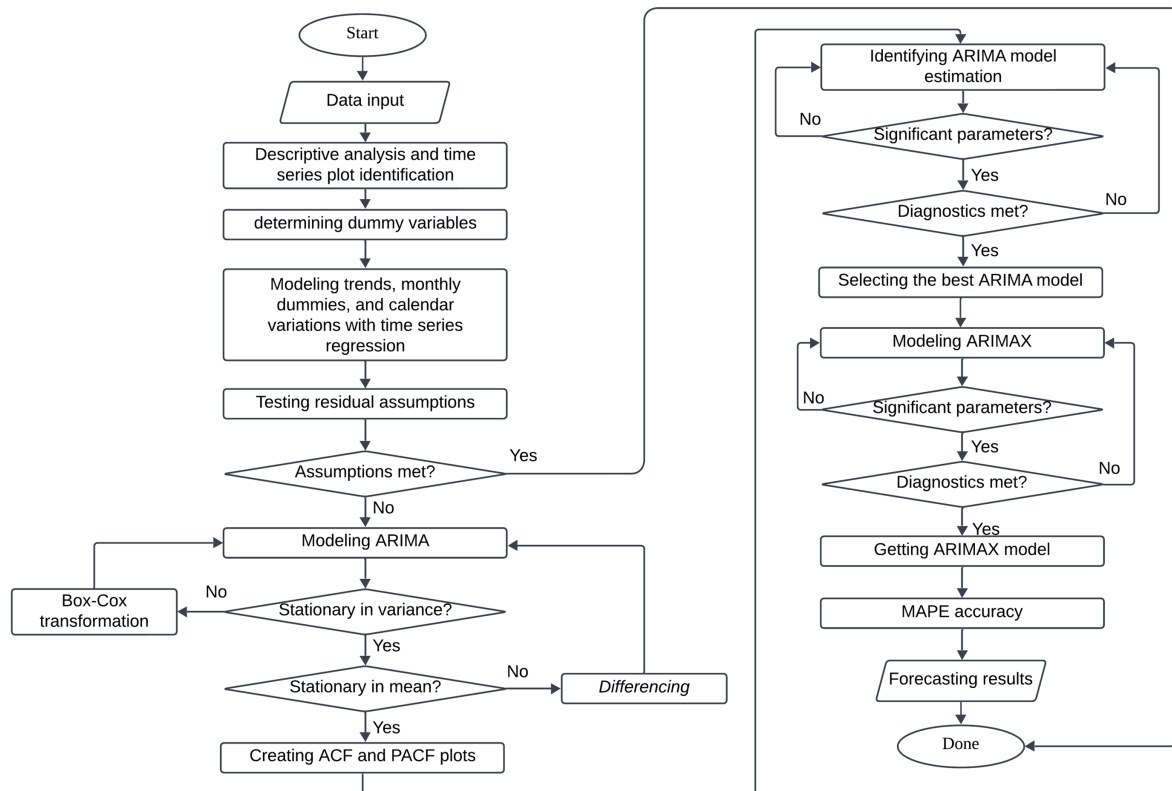 Start
Data input
Descriptive analysis and time
series plot identification
determining dummy variables
Modeling trends, monthly
dummies, and calendar
variations with time series
regression
Testing residual assumptions
Assumptions met?
Yes
No
Modeling ARIMA
Stationary in variance?
No
Box-Cox
transformation
Yes
Stationary in mean?
No
Differencing
Yes
Creating ACF and PACF plots
Identifying ARIMA model
estimation
Significant parameters?
No
Yes
Diagnostics met?
No
Yes
Selecting the best ARIMA model
Modeling ARIMAX
Significant parameters?
No
Yes
Diagnostics met?
No
Yes
Getting ARIMAX model
MAPE accuracy
Forecasting results
Done